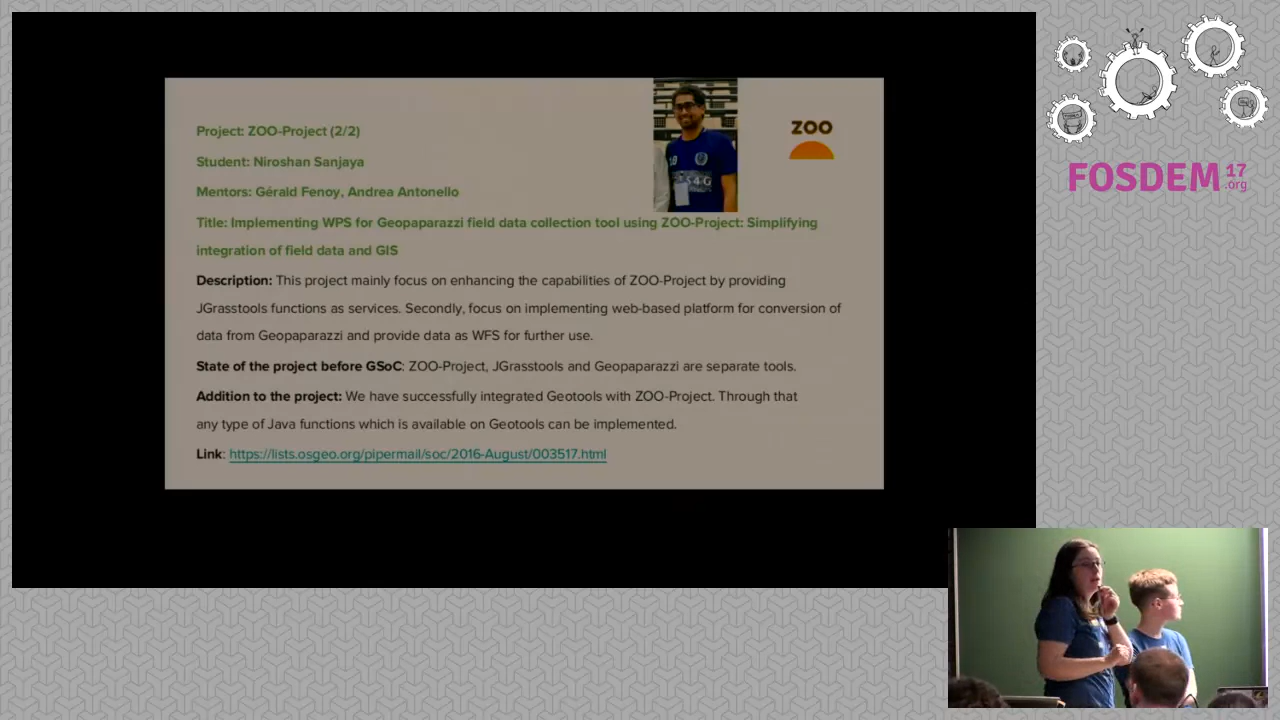 Project: ZOO-Project (2/2)
Student: Niroshan Sanjaya
Mentors: Gérald Fenoy, Andrea Antonello
Title: Implementing WPS for Geopaparazzi field data collection tool using ZOO-Project: Simplifying
integration of field data and GIS
Description: This project mainly focus on enhancing the capabilities of ZOO-Project by providing
JGrasstools functions as services. Secondly, focus on implementing web-based platform for conversion of
data from Geopaparazzi and provide data as WFS for further use.
State of the project before GSoC: ZOO-Project, JGrasstools and Geopaparazzi are separate tools.
Addition to the project: We have successfully integrated Geotools with ZOO-Project. Through that
any type of Java functions which is available on Geotools can be implemented.
Link: https://lists.osgeo.org/pipermail/soc/2016-August/003517.html
ZOO
FOSDEM 17
.org